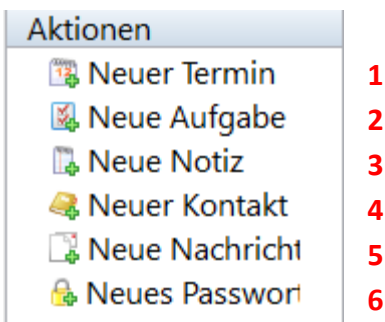 Aktionen
Neuer Termin 1
Neue Aufgabe 2
Neue Notiz 3
Neuer Kontakt 4
Neue Nachricht 5
Neues Passwort 6